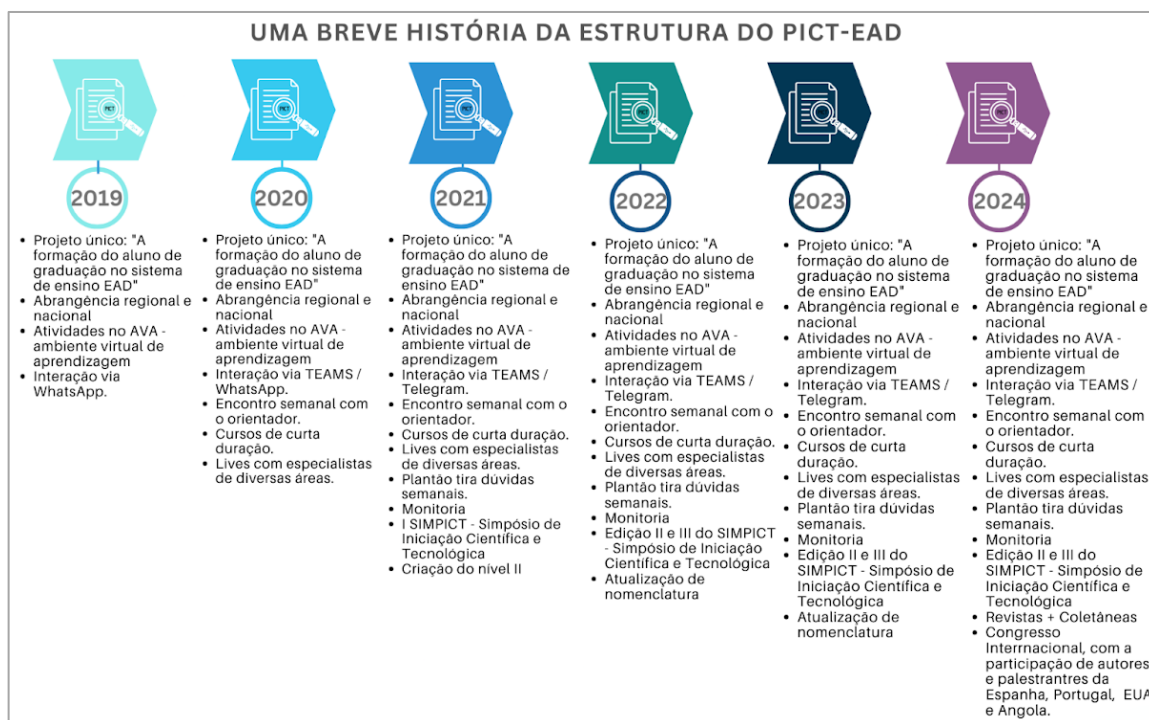 UMA BREVE HISTÓRIA DA ESTRUTURA DO PICT-EAD
PICT
PICT
PICT
PICT
PICT
2019
2020
2021
2022
2023
2024
• Projeto único: "A
formação do aluno de
graduação no sistema
de ensino EAD"
• Abrangência regional e
nacional
• Atividades no AVA -
ambiente virtual de
aprendizagem
• Interação via
WhatsApp.
• Projeto único: "A
formação do aluno de
graduação no sistema
de ensino EAD"
• Abrangência regional e
nacional
• Atividades no AVA -
ambiente virtual de
aprendizagem
• Interação via TEAMS /
WhatsApp.
• Encontro semanal com
o orientador.
• Cursos de curta
duração.
• Lives com especialistas
de diversas áreas.
• Projeto único: "A
formação do aluno de
graduação no sistema de
ensino EAD"
• Abrangência regional e
nacional
• Atividades no AVA -
ambiente virtual de
aprendizagem
• Interação via TEAMS /
Telegram.
• Encontro semanal com o
orientador.
• Cursos de curta duração.
• Lives com especialistas
de diversas áreas.
• Plantão tira dúvidas
semanais.
• Monitoria
• I SIMPICT - Simpósio de
Iniciação Científica e
Tecnológica
• Criação do nível II
• Projeto único: "A
formação do aluno de
graduação no sistema de
ensino EAD"
• Abrangência regional e
nacional
• Atividades no AVA -
ambiente virtual de
aprendizagem
• Interação via TEAMS /
Telegram.
• Encontro semanal com o
orientador.
• Cursos de curta duração.
• Lives com especialistas
de diversas áreas.
• Plantão tira dúvidas
semanais.
• Monitoria
• Edição II e III do SIMPICT
- Simpósio de Iniciação
Científica e Tecnológica
• Atualização de
nomenclatura
• Projeto único: "A
formação do aluno de
graduação no sistema
de ensino EAD"
• Abrangência regional e
nacional
• Atividades no AVA -
ambiente virtual de
aprendizagem
• Interação via TEAMS /
Telegram.
• Encontro semanal com
o orientador.
• Cursos de curta
duração.
• Lives com especialistas
de diversas áreas.
• Plantão tira dúvidas
semanais.
• Monitoria
• Edição II e III do
SIMPICT - Simpósio de
Iniciação Científica e
Tecnológica
• Atualização de
nomenclatura
• Projeto único: "A
formação do aluno de
graduação no sistema
de ensino EAD"
• Abrangência regional e
nacional
• Atividades no AVA -
ambiente virtual de
aprendizagem
• Interação via TEAMS /
Telegram.
• Encontro semanal com
o orientador.
• Cursos de curta
duração.
• Lives com especialistas
de diversas áreas.
• Plantão tira dúvidas
semanais.
• Monitoria
• Edição II e III do
SIMPICT - Simpósio de
Iniciação Científica e
Tecnológica
• Revistas + Coletâneas
• Congresso
Interrnacional, com a
participação de autores
e palestrantres da
Espanha, Portugal, EUA
e Angola.